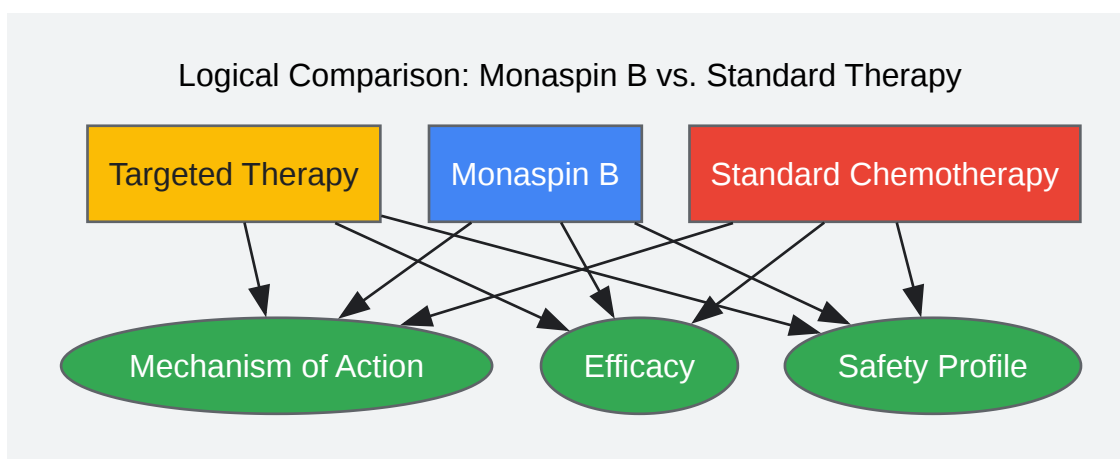 Logical Comparison: Monaspin B vs. Standard Therapy
Targeted Therapy
Monaspin B
Standard Chemotherapy
Mechanism of Action
Efficacy
Safety Profile